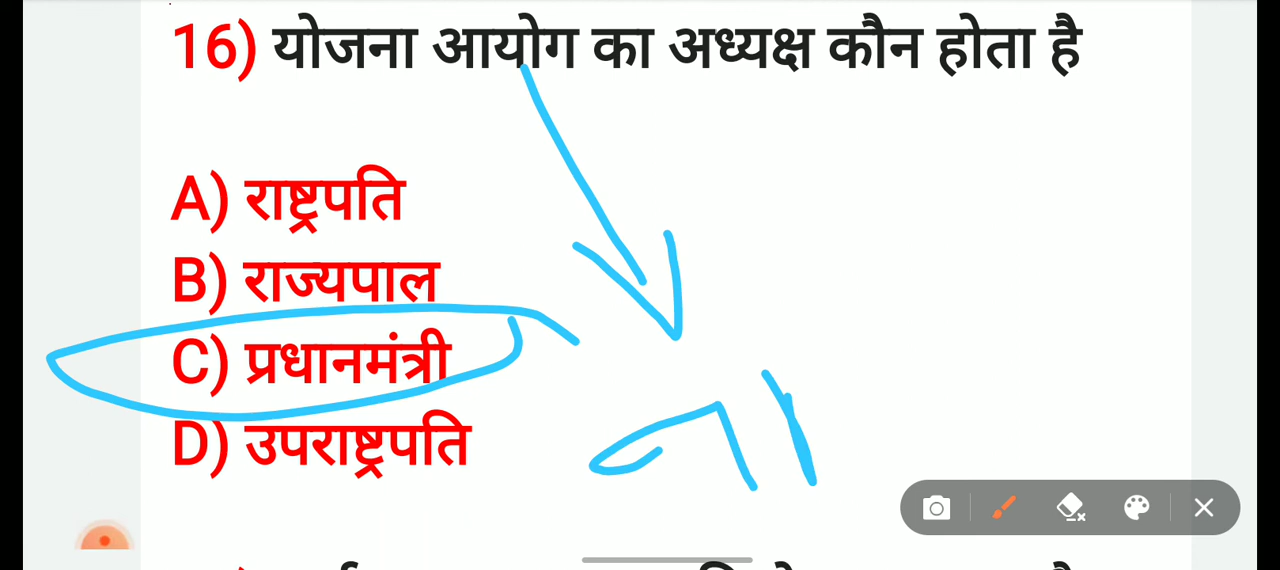 16) योजना आयोग का अध्यक्ष कौन होता है
A) राष्ट्रपति
B) राज्यपाल
C) प्रधानमंत्री
D) उपराष्ट्रपति